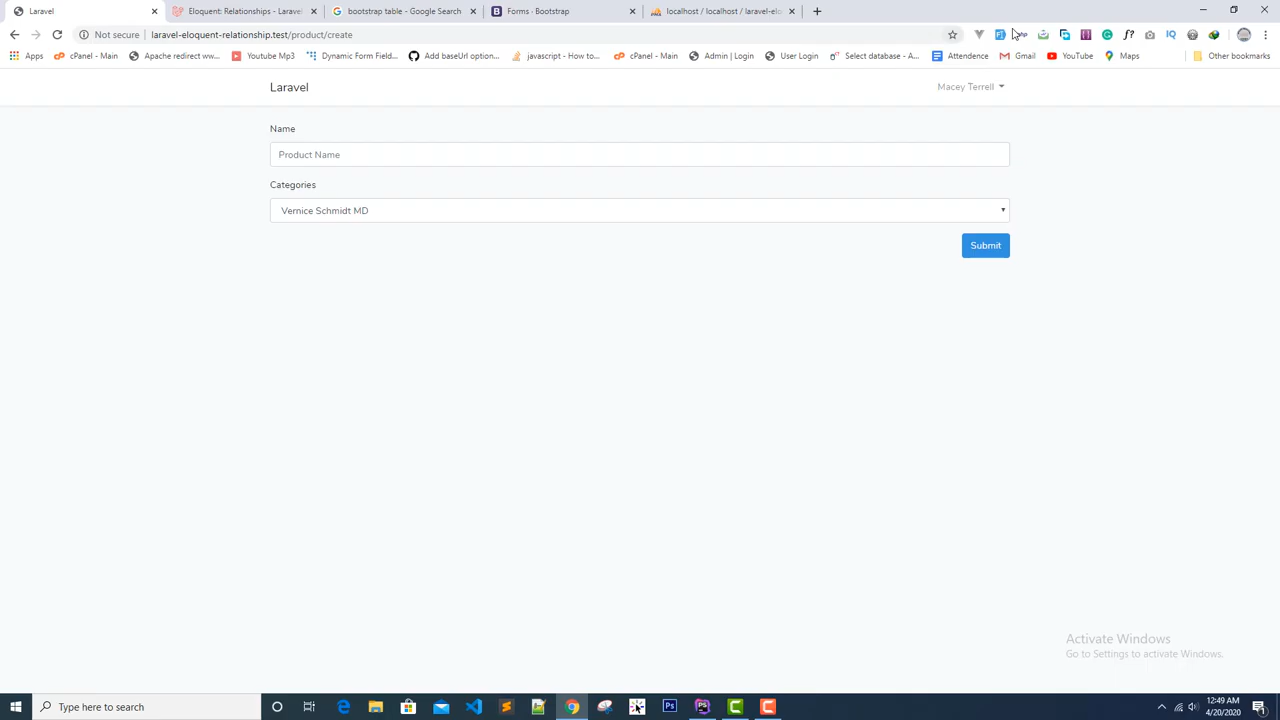 Laravel
Eloquent: Relationships - Laravel
bootstrap table - Google Search
Forms · Bootstrap
localhost / localhost / laravel-elo
Not secure
laravel-eloquent-relationship.test/product/create
Apps
cPanel - Main
Apache redirect ww...
Youtube Mp3
Dynamic Form Field...
Add baseUrl option...
javascript - How to...
cPanel - Main
Admin | Login
User Login
Select database - A...
Attendence
Gmail
YouTube
Maps
Other bookmarks
Laravel
Macey Terrell
Name
Product Name
Categories
Vernice Schmidt MD
Submit
Activate Windows
Go to Settings to activate Windows.
Type here to search
12:49 AM
4/20/2020